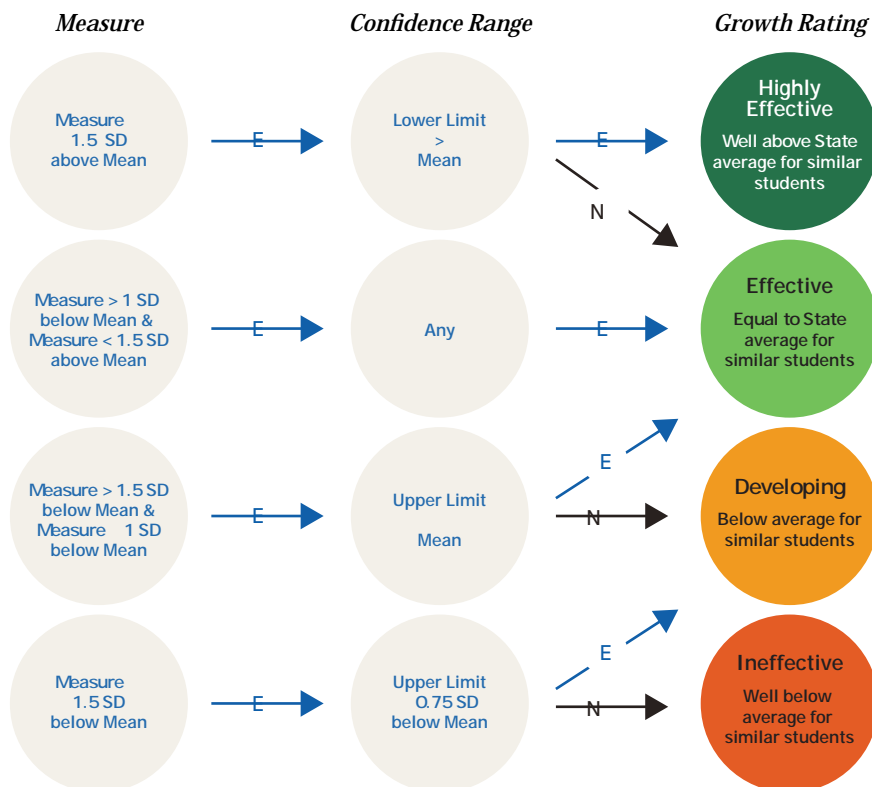 Measure
Confidence Range
Growth Rating
Measure
1.5 SD
above Mean
E
Lower Limit
>
Mean
E
N
Highly
Effective
Well above State
average for similar
students
Measure > 1 SD
below Mean &
Measure < 1.5 SD
above Mean
E
Any
E
Effective
Equal to State
average for
similar students
Measure > 1.5 SD
below Mean &
Measure 1 SD
below Mean
E
Upper Limit
Mean
E
N
Developing
Below average for
similar students
Measure
1.5 SD
below Mean
E
Upper Limit
0.75 SD
below Mean
E
N
Ineffective
Well below
average for
similar students